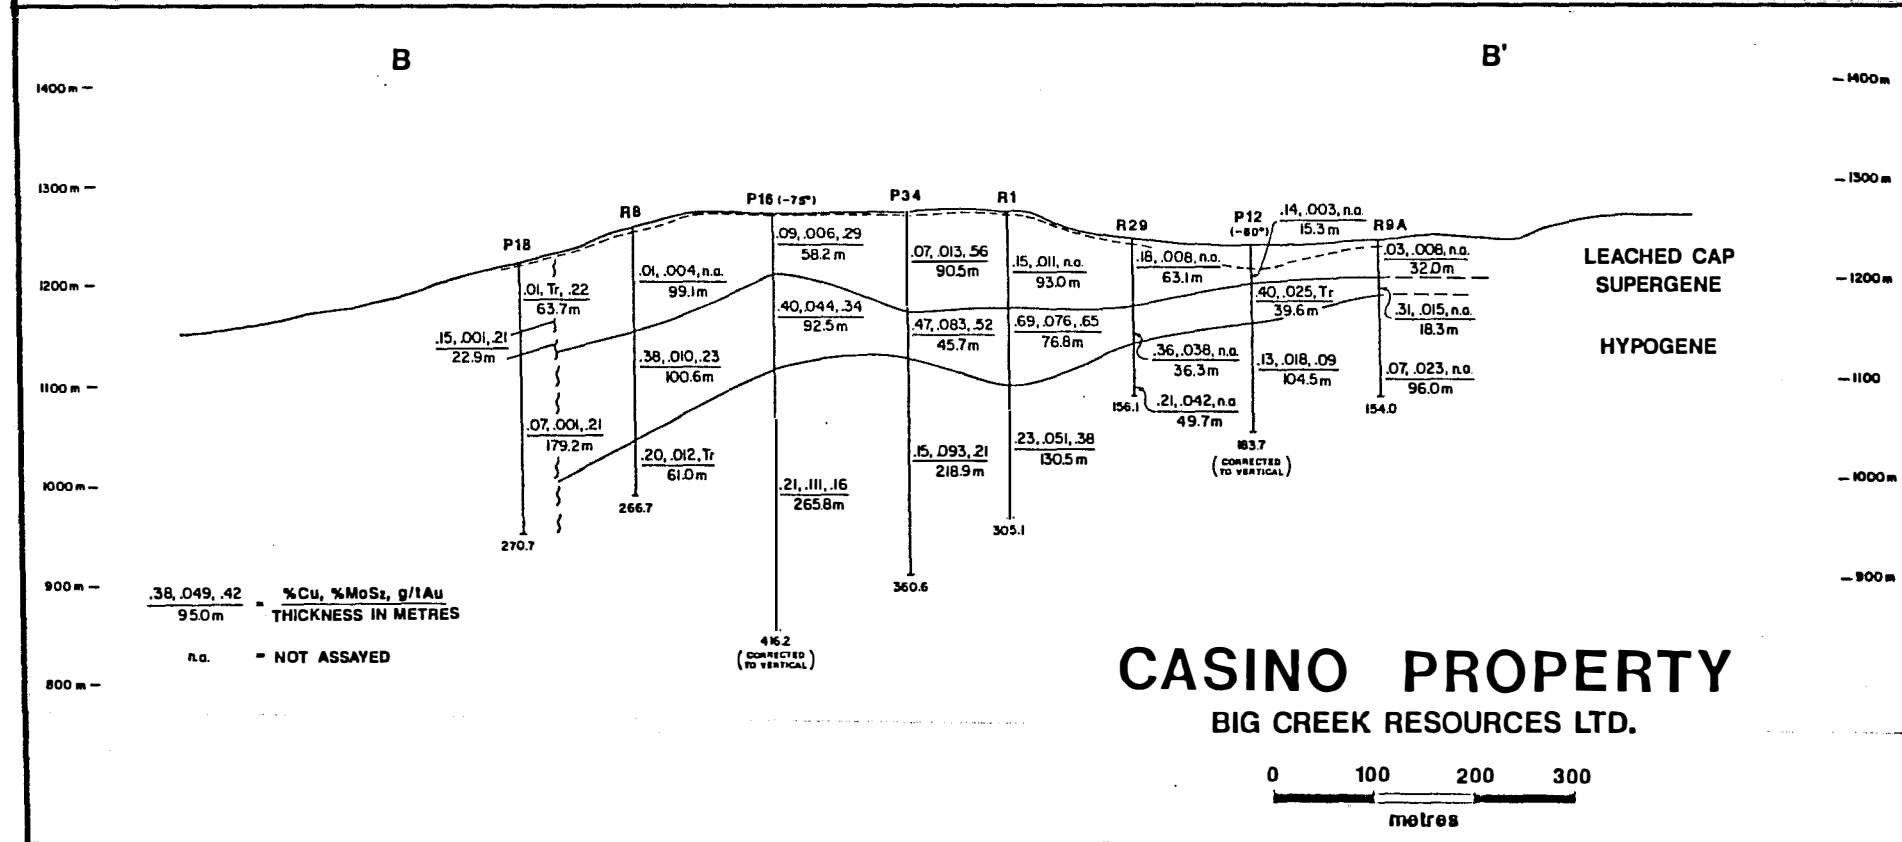 B
B'
1400m
1300m
1200m
1100m
1000m
900m
800m
1400m
1300m
1200m
1100
1000m
900m
P18
R8
P16 (-75°)
P34
R1
R29
P12
(-60°)
R9A
.01, Tr, .22
63.7m
.15, .001, .21
22.9m
.07, .001, .21
179.2m
270.7
.01, .004, n.a.
99.1m
.38, .010, .23
100.6m
.20, .012, Tr
61.0m
266.7
.09, .006, .29
58.2m
.40, .044, .34
92.5m
.21, .111, .16
265.8m
416.2
(CORRECTED
TO VERTICAL)
.07, .013, .56
90.5m
.47, .083, .52
45.7m
.15, .093, .21
218.9m
360.6
.15, .011, n.a.
93.0m
.69, .076, .65
76.8m
.23, .051, .38
130.5m
305.1
.18, .008, n.a.
63.1m
.36, .038, n.a.
36.3m
.21, .042, n.a.
49.7m
156.1
.14, .003, n.a.
15.3m
.40, .025, Tr
39.6m
.13, .018, .09
104.5m
183.7
(CORRECTED
TO VERTICAL)
.03, .008, n.a.
32.0m
.31, .015, n.a.
18.3m
.07, .023, n.a.
96.0m
154.0
LEACHED CAP
SUPERGENE
HYPOGENE
.38, .049, .42 = %Cu, %MoS2, g/tAu
95.0m THICKNESS IN METRES
n.a. = NOT ASSAYED
CASINO PROPERTY
BIG CREEK RESOURCES LTD.
0 100 200 300
metres